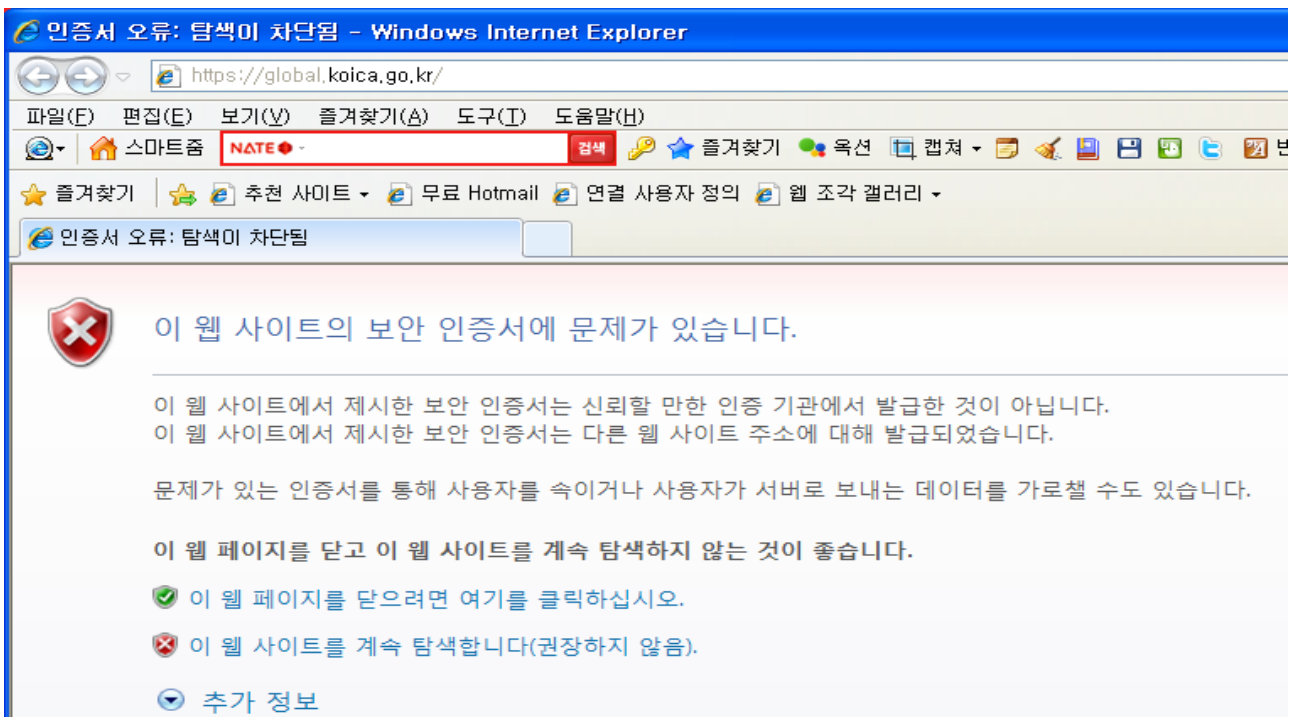 인증서 오류: 탐색이 차단됨 - Windows Internet Explorer
https://global.koica.go.kr/
파일(F) 편집(E) 보기(V) 즐겨찾기(A) 도구(T) 도움말(H)
스마트줌 NATE 검색 즐겨찾기 옥션 캡쳐
즐겨찾기 추천 사이트 무료 Hotmail 연결 사용자 정의 웹 조각 갤러리
인증서 오류: 탐색이 차단됨
이 웹 사이트의 보안 인증서에 문제가 있습니다.
이 웹 사이트에서 제시한 보안 인증서는 신뢰할 만한 인증 기관에서 발급한 것이 아닙니다.
이 웹 사이트에서 제시한 보안 인증서는 다른 웹 사이트 주소에 대해 발급되었습니다.
문제가 있는 인증서를 통해 사용자를 속이거나 사용자가 서버로 보내는 데이터를 가로챌 수도 있습니다.
이 웹 페이지를 닫고 이 웹 사이트를 계속 탐색하지 않는 것이 좋습니다.
이 웹 페이지를 닫으려면 여기를 클릭하십시오.
이 웹 사이트를 계속 탐색합니다(권장하지 않음).
추가 정보